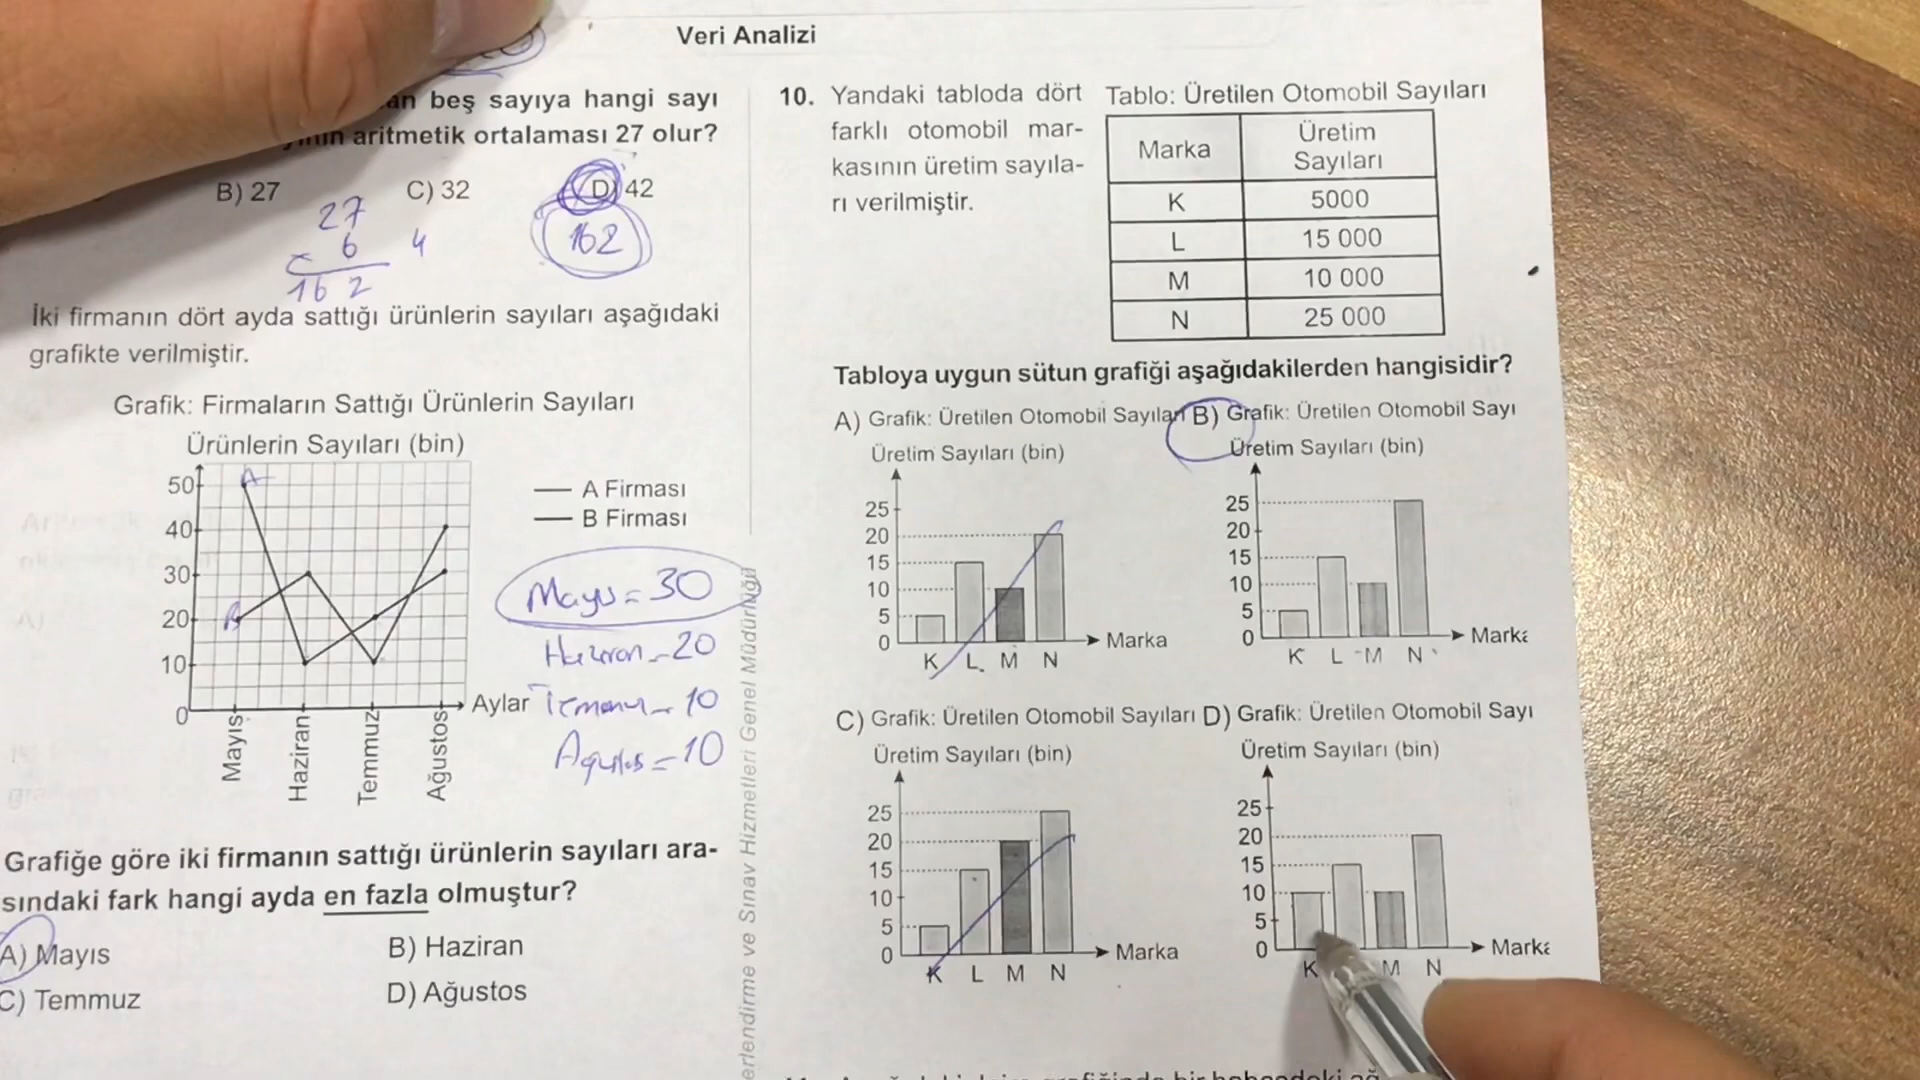 Veri Analizi
an beş sayıya hangi sayı
aritmetik ortalaması 27 olur?
B) 27
C) 32
D) 42
27
6
4
162
162
İki firmanın dört ayda sattığı ürünlerin sayıları aşağıdaki
grafikte verilmiştir.
Grafik: Firmaların Sattığı Ürünlerin Sayıları
Ürünlerin Sayıları (bin)
50
40
30
20
10
0
A
B
A Firması
B Firması
Aylar
Mayıs
Haziran
Temmuz
Ağustos
Mayıs = 30
Haziran = 20
Temmuz = 10
Ağustos = 10
Grafiğe göre iki firmanın sattığı ürünlerin sayıları ara-
sındaki fark hangi ayda en fazla olmuştur?
A) Mayıs
B) Haziran
C) Temmuz
D) Ağustos
erlendirme ve Sınav Hizmetleri Genel Müdürlüğü
10. Yandaki tabloda dört
farklı otomobil mar-
kasının üretim sayıla-
rı verilmiştir.
Tablo: Üretilen Otomobil Sayıları
Marka
Üretim
Sayıları
K 5000
L 15 000
M 10 000
N 25 000
Tabloya uygun sütun grafiği aşağıdakilerden hangisidir?
A) Grafik: Üretilen Otomobil Sayıları
Üretim Sayıları (bin)
25
20
15
10
5
0
K L M N
Marka
B) Grafik: Üretilen Otomobil Sayı
Üretim Sayıları (bin)
25
20
15
10
5
0
K L M N
Marka
C) Grafik: Üretilen Otomobil Sayıları
Üretim Sayıları (bin)
25
20
15
10
5
0
K L M N
Marka
D) Grafik: Üretilen Otomobil Sayı
Üretim Sayıları (bin)
25
20
15
10
5
0
K M N
Marka